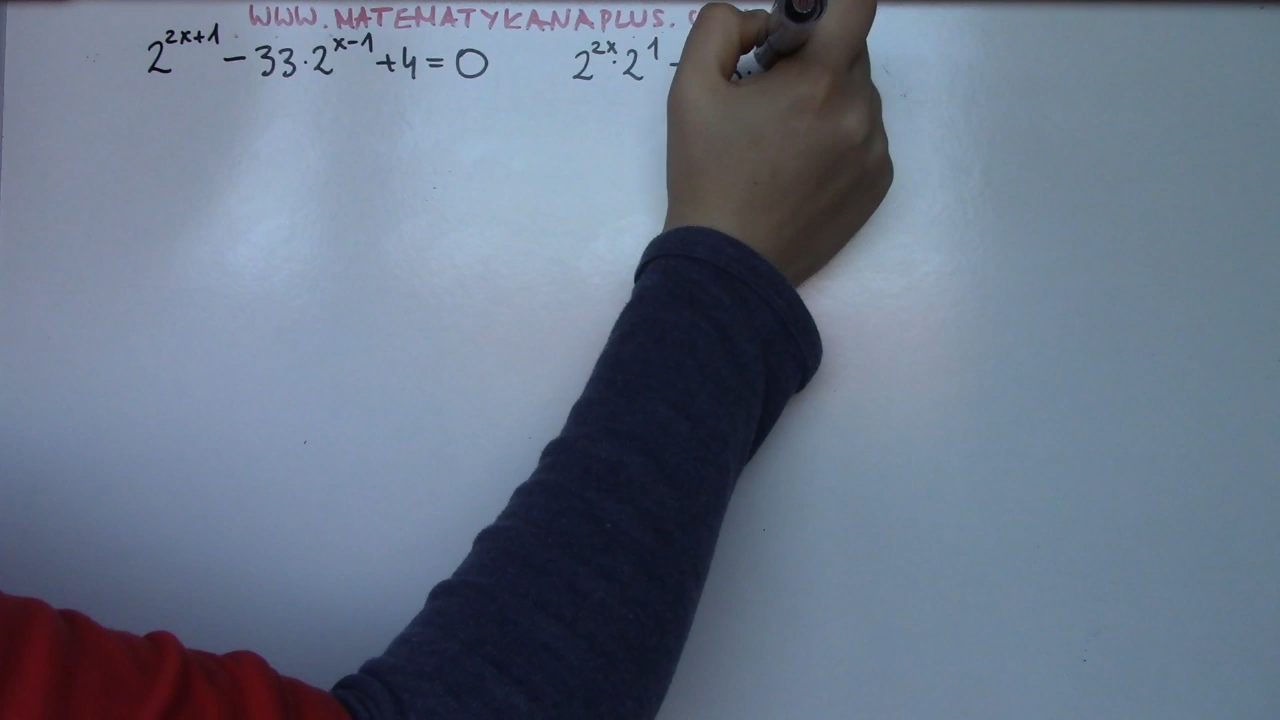 WWW.MATEMATYKANAPLUS.
2^{2x+1} - 33·2^{x-1} + 4 = 0
2^{2x}·2^1 -